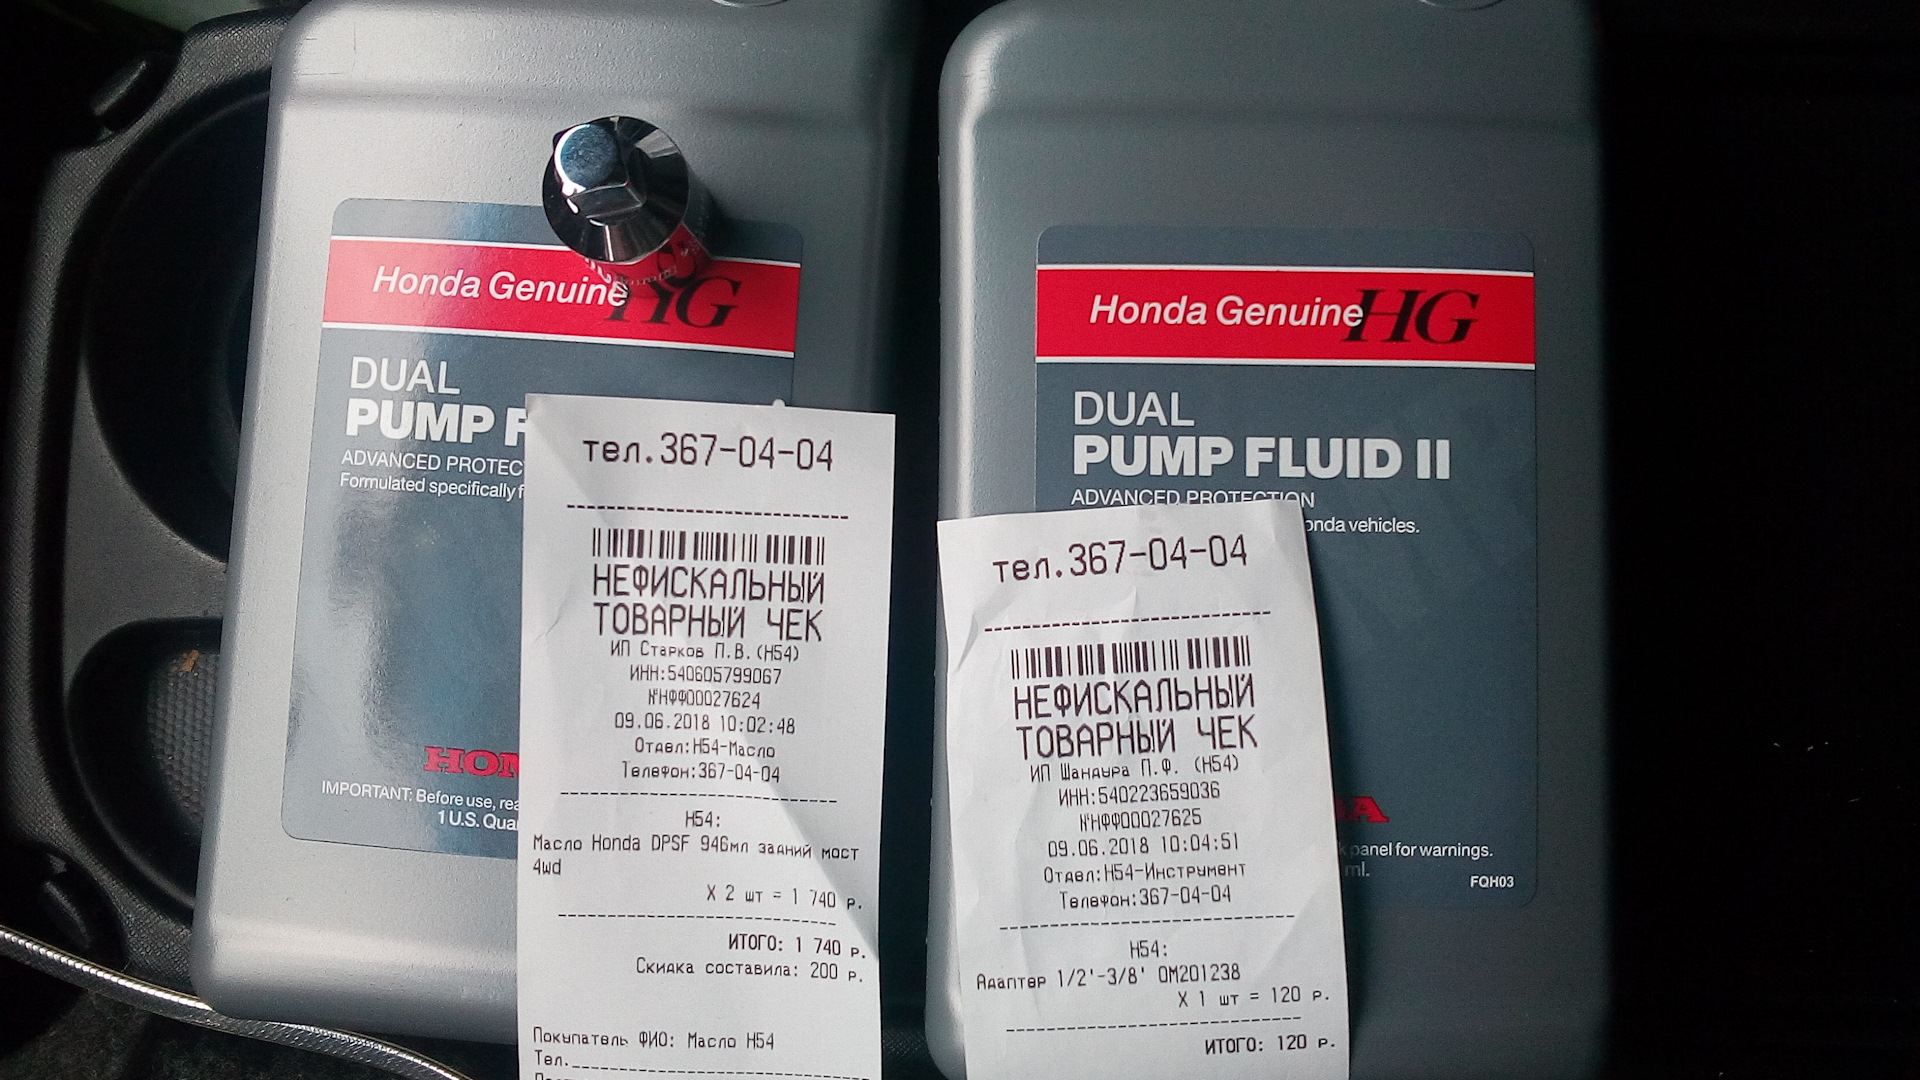 Honda Genuine HG
DUAL
PUMP F
ADVANCED PROTEC
Formulated specifically f
HON
IMPORTANT: Before use, rea
1 U.S. Qua
Honda Genuine HG
DUAL
PUMP FLUID II
ADVANCED PROTECTION
onda vehicles.
DA
k panel for warnings.
ml.
FQH03
тел.367-04-04
НЕФИСКАЛЬНЫЙ
ТОВАРНЫЙ ЧЕК
ИП Старков П.В.(Н54)
ИНН:540605799067
№НФФ00027624
09.06.2018 10:02:48
Отдел:Н54-Масло
Телефон:367-04-04
Н54:
Масло Honda DPSF 946мл задний мост
4wd
X 2 шт = 1 740 р.
ИТОГО: 1 740 р.
Скидка составила: 200 р.
Покупатель ФИО: Масло Н54
Тел.
тел.367-04-04
НЕФИСКАЛЬНЫЙ
ТОВАРНЫЙ ЧЕК
ИП Шандура П.Ф. (Н54)
ИНН:540223659036
№НФФ00027625
09.06.2018 10:04:51
Отдел:Н54-Инструмент
Телефон:367-04-04
Н54:
Адаптер 1/2'-3/8' ОМ201238
X 1 шт = 120 р.
ИТОГО: 120 р.